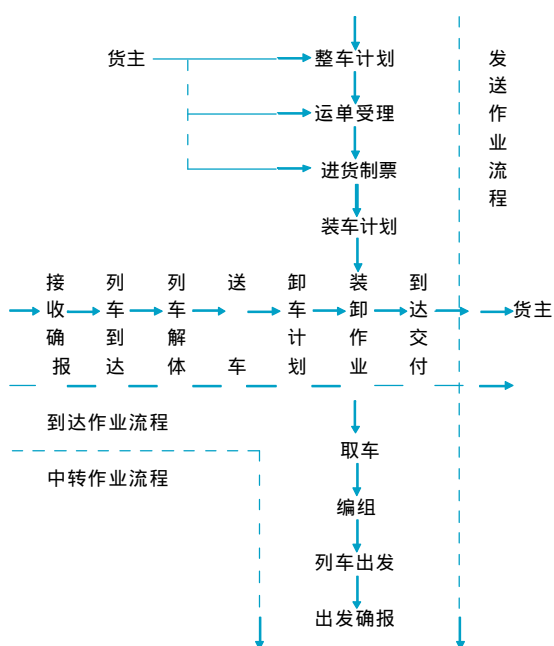 货主
整车计划
运单受理
进货制票
装车计划
发送作业流程
接收确报
列车到达
列车解体
送车
卸车计划
装卸作业
到达交付
货主
到达作业流程
中转作业流程
取车
编组
列车出发
出发确报